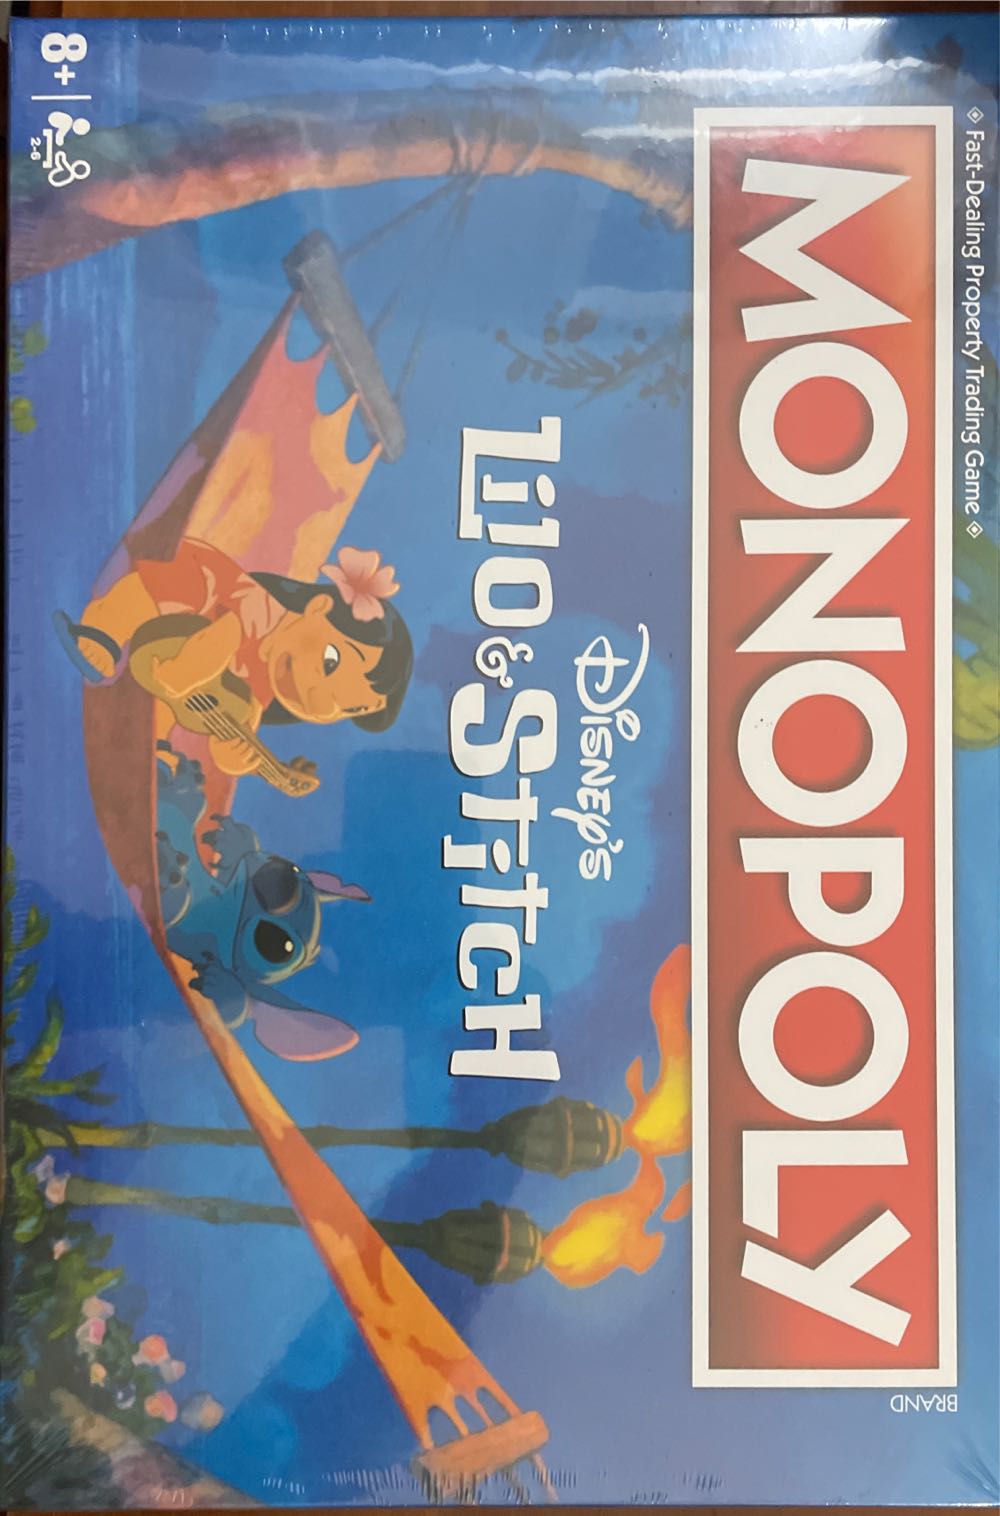 ◈ Fast-Dealing Property Trading Game ◈
MONOPOLY
BRAND
DISNEY'S
LILO & STITCH
8+
2-6